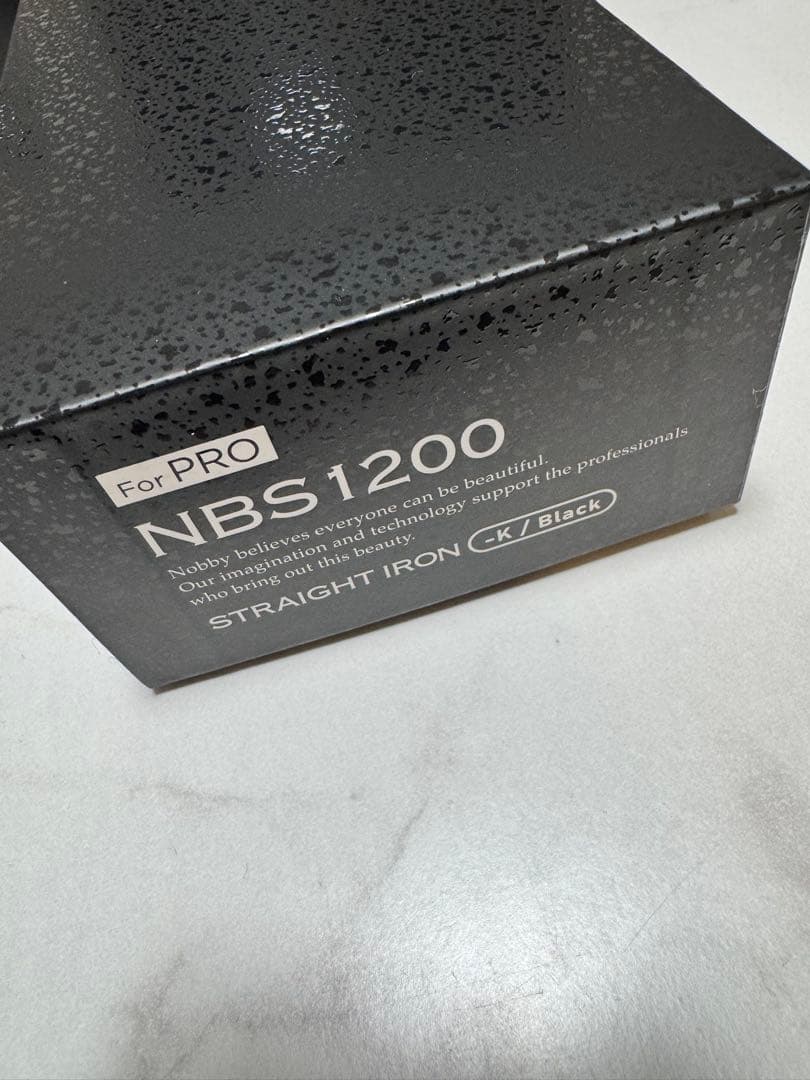 For PRO
NBS1200
Nobby believes everyone can be beautiful.
Our imagination and technology support the professionals
who bring out this beauty.
STRAIGHT IRON -K / Black